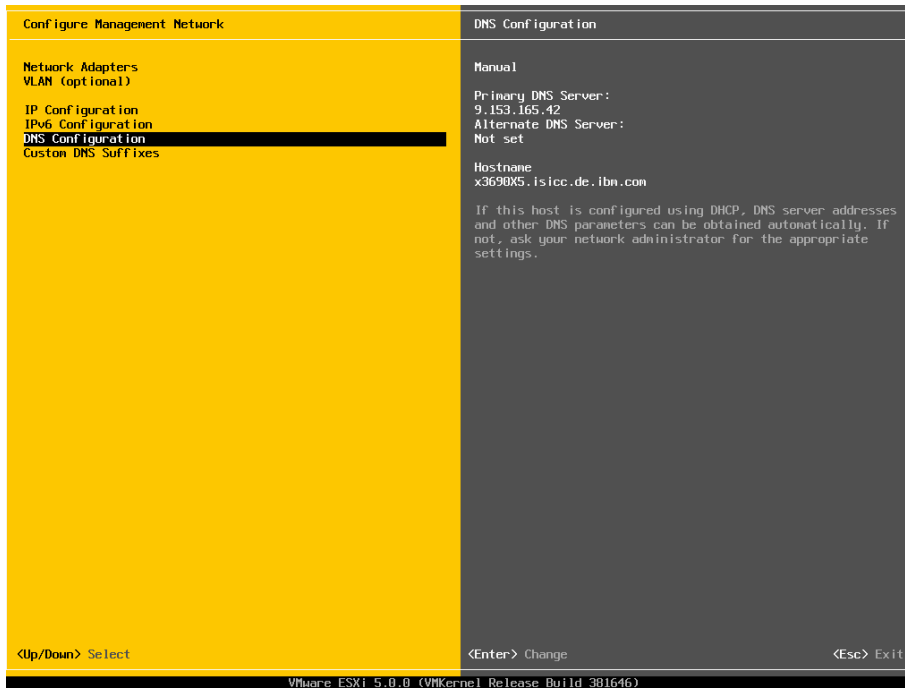 Configure Management Network
DNS Configuration
Network Adapters
VLAN (optional)
IP Configuration
IPv6 Configuration
DNS Configuration
Custom DNS Suffixes
Manual
Primary DNS Server:
9.153.165.42
Alternate DNS Server:
Not set
Hostname
x3690X5.isicc.de.ibm.com
If this host is configured using DHCP, DNS server addresses
and other DNS parameters can be obtained automatically. If
not, ask your network administrator for the appropriate
settings.
<Up/Down> Select
<Enter> Change
<Esc> Exit
VMware ESXi 5.0.0 (VMKernel Release Build 381646)